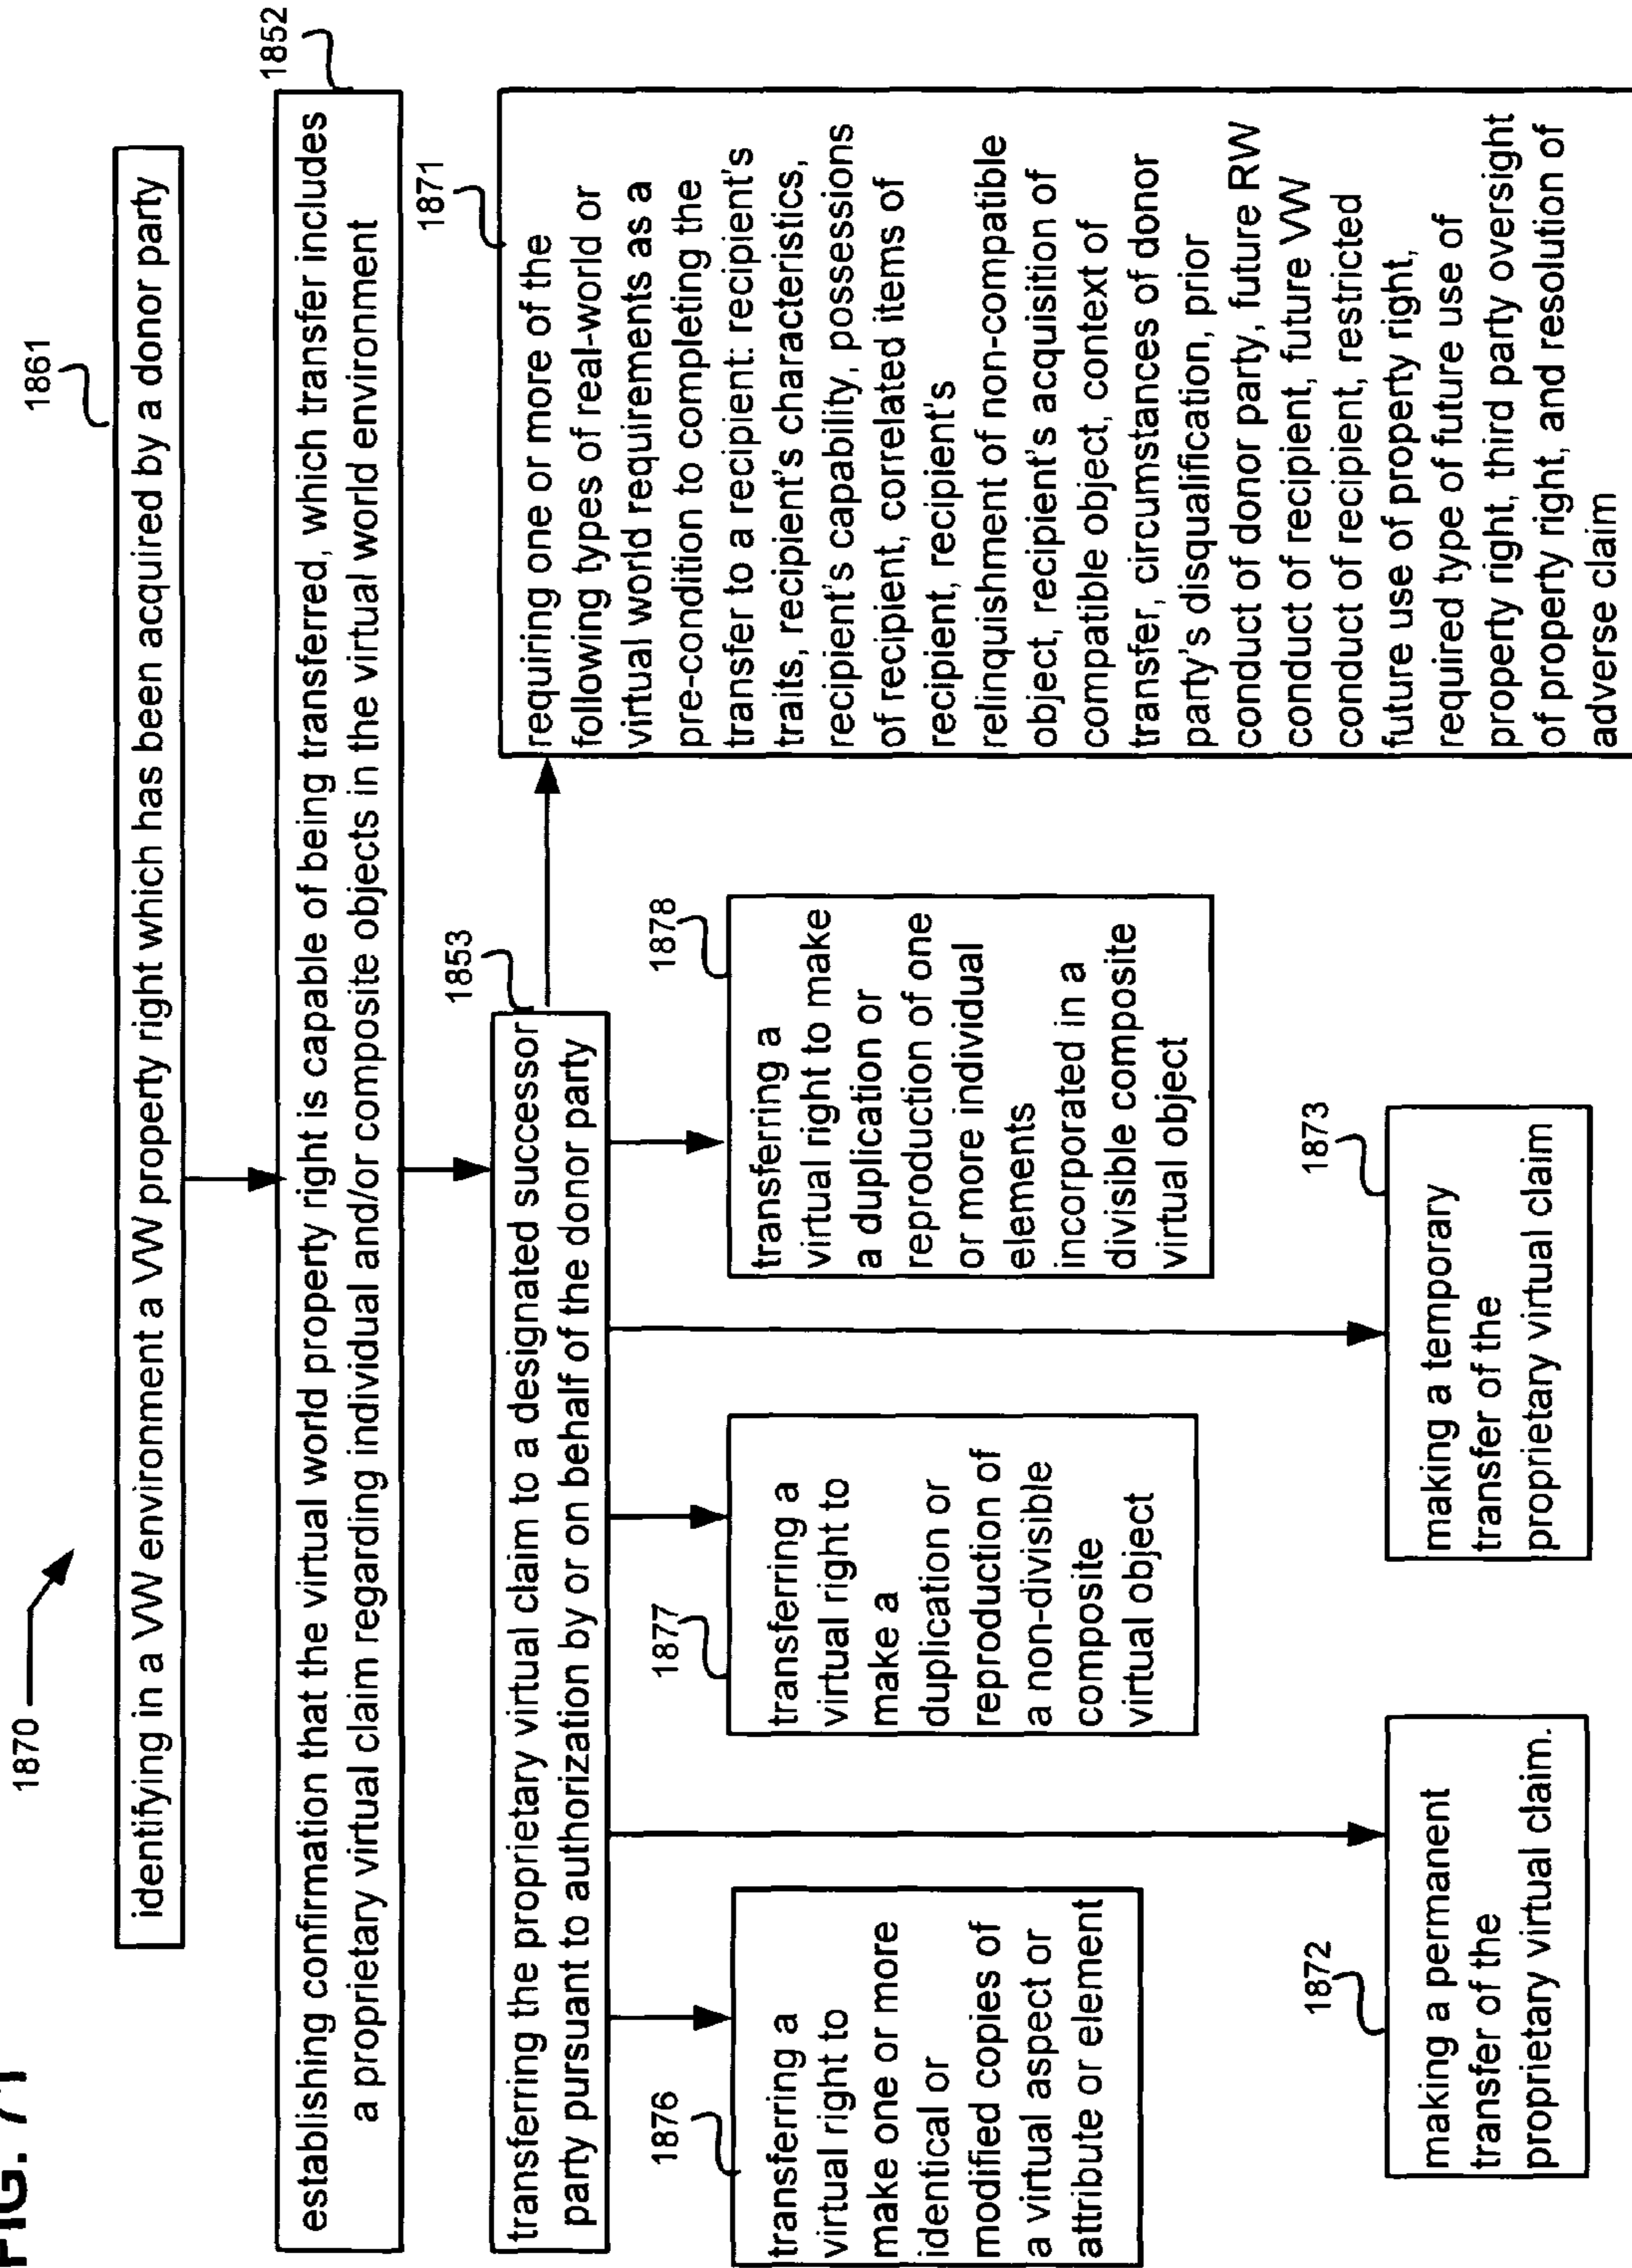 FIG.
1870
1861
identifying in a VW environment a VW property right which has been acquired by a donor party
1852
establishing confirmation that the virtual world property right is capable of being transferred, which transfer includes
a proprietary virtual claim regarding individual and/or composite objects in the virtual world environment
1853
transferring the proprietary virtual claim to a designated successor
party pursuant to authorization by or on behalf of the donor party
1871
requiring one or more of the
following types of real-world or
virtual world requirements as a
pre-condition to completing the
transfer to a recipient: recipient's
traits, recipient's characteristics,
recipient's capability, possessions
of recipient, correlated items of
recipient, recipient's
relinquishment of non-compatible
object, recipient's acquisition of
compatible object, context of
transfer, circumstances of donor
party's disqualification, prior
conduct of donor party, future RW
conduct of recipient, future VW
conduct of recipient, restricted
future use of property right,
required type of future use of
property right, third party oversight
of property right, and resolution of
adverse claim
1876
transferring a
virtual right to
make one or more
identical or
modified copies of
a virtual aspect or
attribute or element
1877
transferring a
virtual right to
make a
duplication or
reproduction of
a non-divisible
composite
virtual object
1878
transferring a
virtual right to make
a duplication or
reproduction of one
or more individual
elements
incorporated in a
divisible composite
virtual object
1872
making a permanent
transfer of the
proprietary virtual claim.
1873
making a temporary
transfer of the
proprietary virtual claim